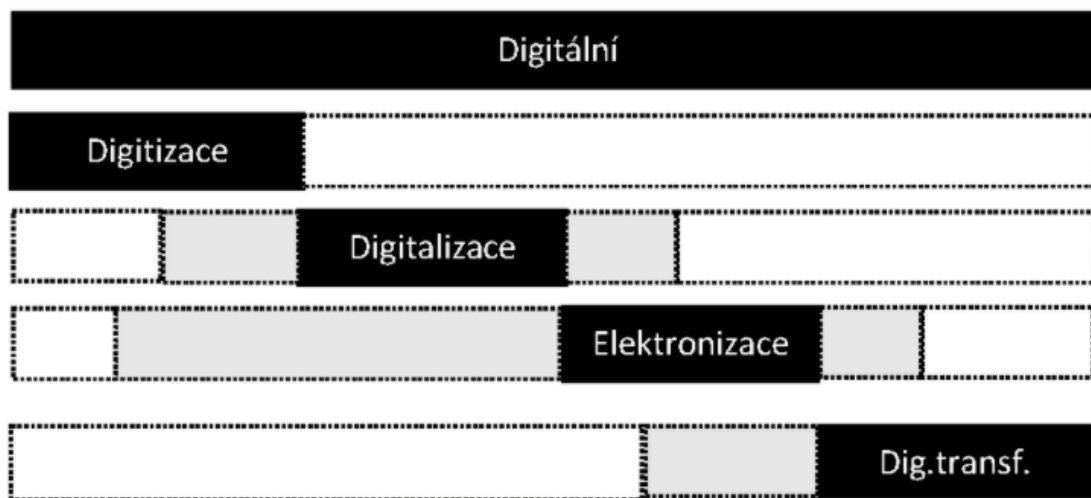 Digitální
Digitizace
Digitalizace
Elektronizace
Dig.transf.